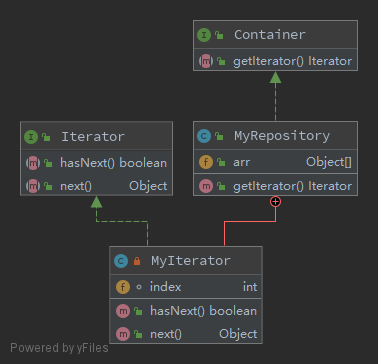 Container
getIterator() Iterator
Iterator
hasNext() boolean
next() Object
MyRepository
arr Object[]
getIterator() Iterator
MyIterator
index int
hasNext() boolean
next() Object
Powered by yFiles